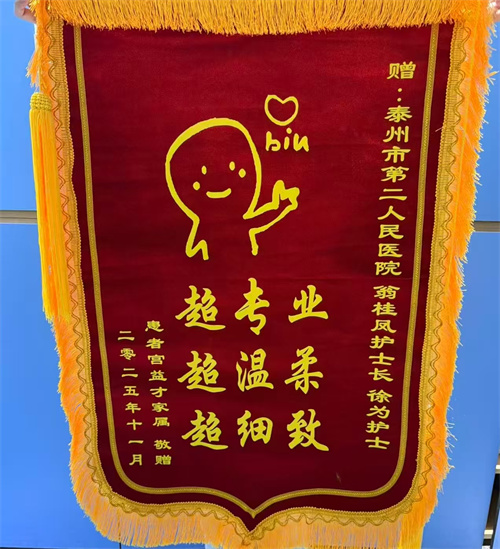 赠：泰州市第二人民医院 翁桂凤护士长 徐为护士
biu
超专业
超温柔
超细致
患者宫益才家属 敬赠
二零二五年十一月